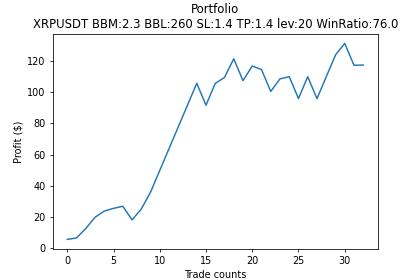 Portfolio
XRPUSDT BBM:2.3 BBL:260 SL:1.4 TP:1.4 lev:20 WinRatio:76.0
Profit ($)
120
100
80
60
40
20
0
0 5 10 15 20 25 30
Trade counts